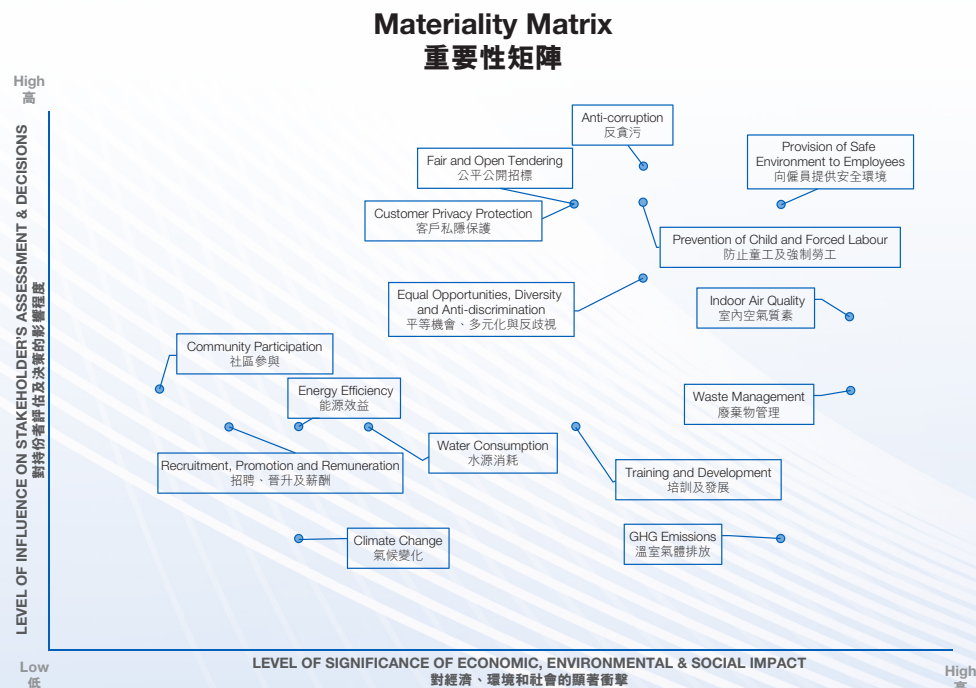 Materiality Matrix
重要性矩陣
High
高
LEVEL OF INFLUENCE ON STAKEHOLDER'S ASSESSMENT & DECISIONS
對持份者評估及決策的影響程度
Anti-corruption
反貪污
Fair and Open Tendering
公平公開招標
Provision of Safe
Environment to Employees
向僱員提供安全環境
Customer Privacy Protection
客戶私隱保護
Prevention of Child and Forced Labour
防止童工及強制勞工
Equal Opportunities, Diversity
and Anti-discrimination
平等機會、多元化與反歧視
Indoor Air Quality
室內空氣質素
Community Participation
社區參與
Energy Efficiency
能源效益
Waste Management
廢棄物管理
Water Consumption
水源消耗
Recruitment, Promotion and Remuneration
招聘、晉升及薪酬
Training and Development
培訓及發展
Climate Change
氣候變化
GHG Emissions
溫室氣體排放
Low
低
LEVEL OF SIGNIFICANCE OF ECONOMIC, ENVIRONMENTAL & SOCIAL IMPACT
對經濟、環境和社會的顯著衝擊
High
高